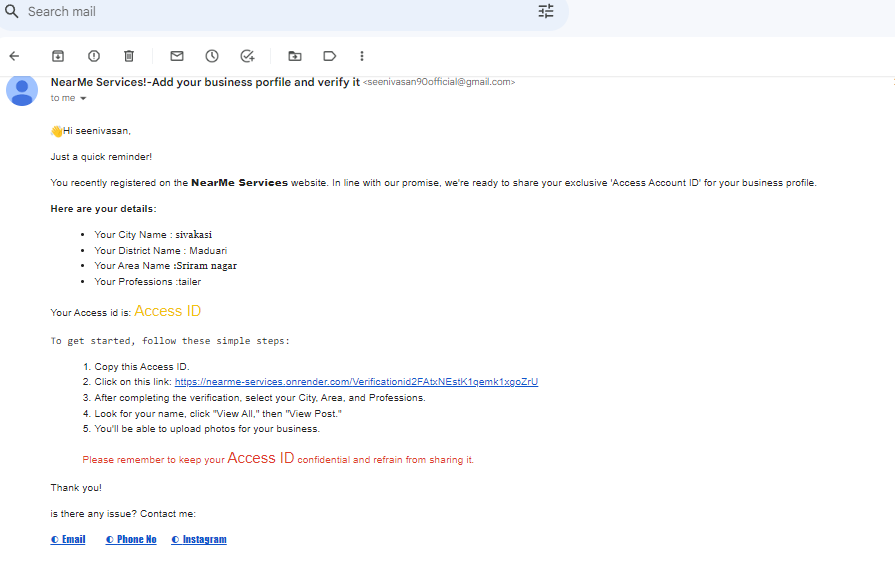 Search mail
NearMe Services!-Add your business porfile and verify it <seenivasan90official@gmail.com>
to me
👋Hi seenivasan,
Just a quick reminder!
You recently registered on the NearMe Services website. In line with our promise, we're ready to share your exclusive 'Access Account ID' for your business profile.
Here are your details:
• Your City Name : sivakasi
• Your District Name : Maduari
• Your Area Name :Sriram nagar
• Your Professions :tailer
Your Access id is: Access ID
To get started, follow these simple steps:
1. Copy this Access ID.
2. Click on this link: https://nearme-services.onrender.com/Verificationid2FAtxNEstK1qemk1xgoZrU
3. After completing the verification, select your City, Area, and Professions.
4. Look for your name, click "View All," then "View Post."
5. You'll be able to upload photos for your business.
Please remember to keep your Access ID confidential and refrain from sharing it.
Thank you!
is there any issue? Contact me:
◐ Email ◐ Phone No ◐ Instagram